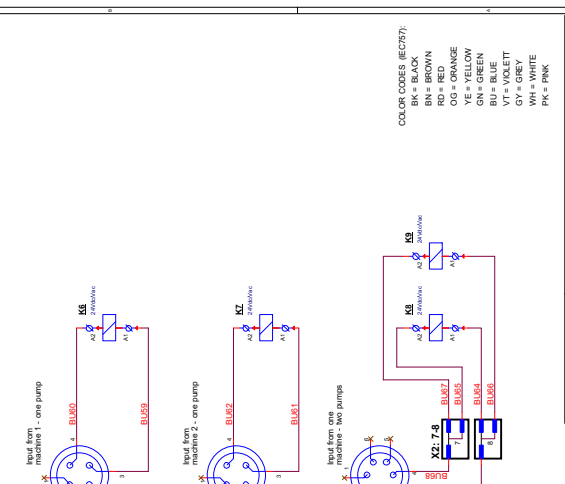 COLOR CODES (IEC757):
BK = BLACK
BN = BROWN
RD = RED
OG = ORANGE
YE = YELLOW
GN = GREEN
BU = BLUE
VT = VIOLETT
GY = GREY
WH = WHITE
PK = PINK
K9
24Vdc/Vac
A2
A1
K6
24Vdc/Vac
A2
A1
K7
24Vdc/Vac
A2
A1
K8
24Vdc/Vac
A2
A1
Input from
machine 1 - one pump
BU60
BU59
4
3
Input from
machine 2 - one pump
BU62
BU61
4
3
Input from one
machine - two pumps
BU67
BU65
BU64
BU66
X2: 7-8
7
8
BU68
1
6
5
4